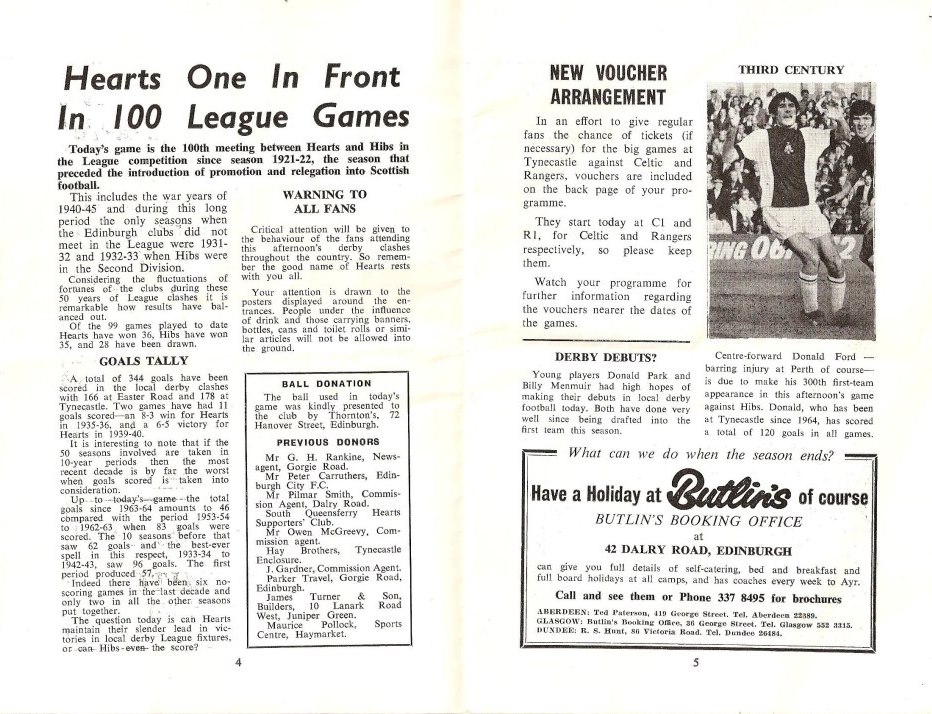 Hearts One In Front
In 100 League Games
Today's game is the 100th meeting between Hearts and Hibs in
the League competition since season 1921-22, the season that
preceded the introduction of promotion and relegation into Scottish
football.
This includes the war years of
1940-45 and during this long
period the only seasons when
the Edinburgh clubs did not
meet in the League were 1931-
32 and 1932-33 when Hibs were
in the Second Division.
Considering the fluctuations of
fortunes of the clubs during these
50 years of League clashes it is
remarkable how results have bal-
anced out.
Of the 99 games played to date
Hearts have won 36, Hibs have won
35, and 28 have been drawn.
GOALS TALLY
A total of 344 goals have been
scored in the local derby clashes
with 166 at Easter Road and 178 at
Tynecastle. Two games have had 11
goals scored—an 8-3 win for Hearts
in 1935-36, and a 6-5 victory for
Hearts in 1939-40.
It is interesting to note that if the
50 seasons involved are taken in
10-year periods then the most
recent decade is by far the worst
when goals scored is taken into
consideration.
Up to today's game the total
goals since 1963-64 amounts to 46
compared with the period 1953-54
to 1962-63 when 83 goals were
scored. The 10 seasons before that
saw 62 goals and the best-ever
spell in this respect, 1933-34 to
1942-43, saw 96 goals. The first
period produced 57.
Indeed there have been six no-
scoring games in the last decade and
only two in all the other seasons
put together.
The question today is can Hearts
maintain their slender lead in vic-
tories in local derby League fixtures,
or can Hibs even the score?
WARNING TO
ALL FANS
Critical attention will be given to
the behaviour of the fans attending
this afternoon's derby clashes
throughout the country. So remem-
ber the good name of Hearts rests
with you all.
Your attention is drawn to the
posters displayed around the en-
trances. People under the influence
of drink and those carrying banners,
bottles, cans and toilet rolls or simi-
lar articles will not be allowed into
the ground.
BALL DONATION
The ball used in today's
game was kindly presented to
the club by Thornton's, 72
Hanover Street, Edinburgh.
PREVIOUS DONORS
Mr G. H. Rankine, News-
agent, Gorgie Road.
Mr Peter Carruthers, Edin-
burgh City F.C.
Mr Pilmar Smith, Commis-
sion Agent, Dalry Road.
South Queensferry Hearts
Supporters' Club.
Mr Owen McGreevy, Com-
mission agent.
Hay Brothers, Tynecastle
Enclosure.
J. Gardner, Commission Agent.
Parker Travel, Gorgie Road,
Edinburgh.
James Turner & Son,
Builders, 10 Lanark Road
West, Juniper Green.
Maurice Pollock, Sports
Centre, Haymarket.
4
NEW VOUCHER
ARRANGEMENT
In an effort to give regular
fans the chance of tickets (if
necessary) for the big games at
Tynecastle against Celtic and
Rangers, vouchers are included
on the back page of your pro-
gramme.
They start today at C1 and
R1, for Celtic and Rangers
respectively, so please keep
them.
Watch your programme for
further information regarding
the vouchers nearer the dates of
the games.
DERBY DEBUTS?
Young players Donald Park and
Billy Menmuir had high hopes of
making their debuts in local derby
football today. Both have done very
well since being drafted into the
first team this season.
THIRD CENTURY
Centre-forward Donald Ford —
barring injury at Perth of course—
is due to make his 300th first-team
appearance in this afternoon's game
against Hibs. Donald, who has been
at Tynecastle since 1964, has scored
a total of 120 goals in all games.
What can we do when the season ends?
Have a Holiday at Butlin's of course
BUTLIN'S BOOKING OFFICE
at
42 DALRY ROAD, EDINBURGH
can give you full details of self-catering, bed and breakfast and
full board holidays at all camps, and has coaches every week to Ayr.
Call and see them or Phone 337 8495 for brochures
ABERDEEN: Ted Paterson, 419 George Street. Tel. Aberdeen 22389.
GLASGOW: Butlin's Booking Office, 36 George Street. Tel. Glasgow 552 3315.
DUNDEE: R. S. Hunt, 86 Victoria Road. Tel. Dundee 26484.
5